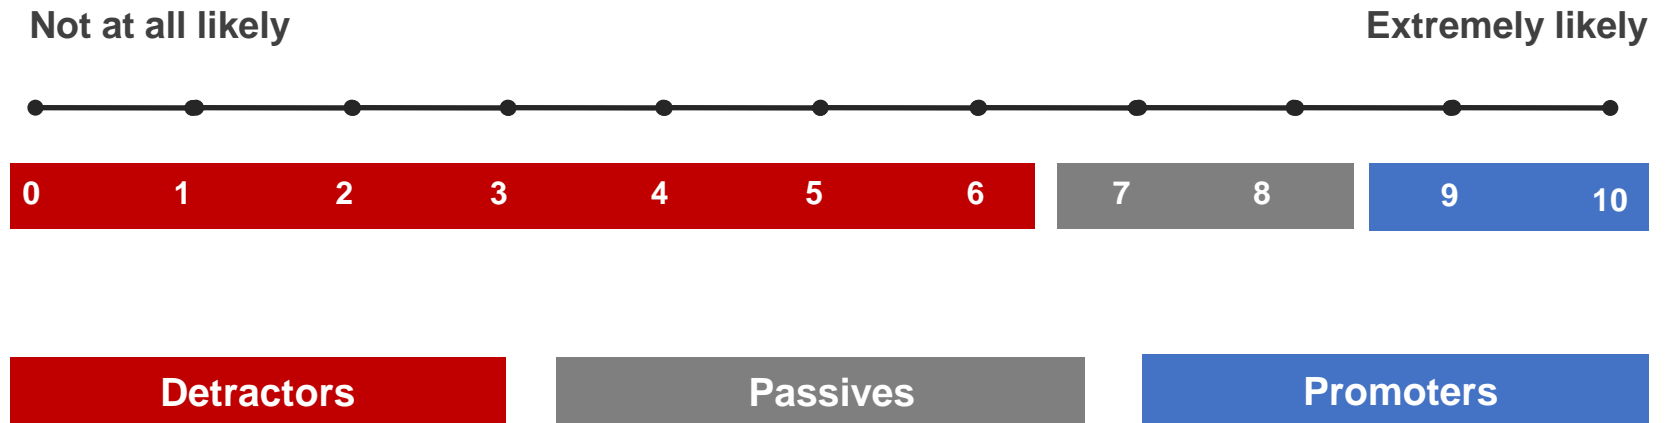 Not at all likely Extremely likely
0 1 2 3 4 5 6 7 8 9 10
Detractors Passives Promoters